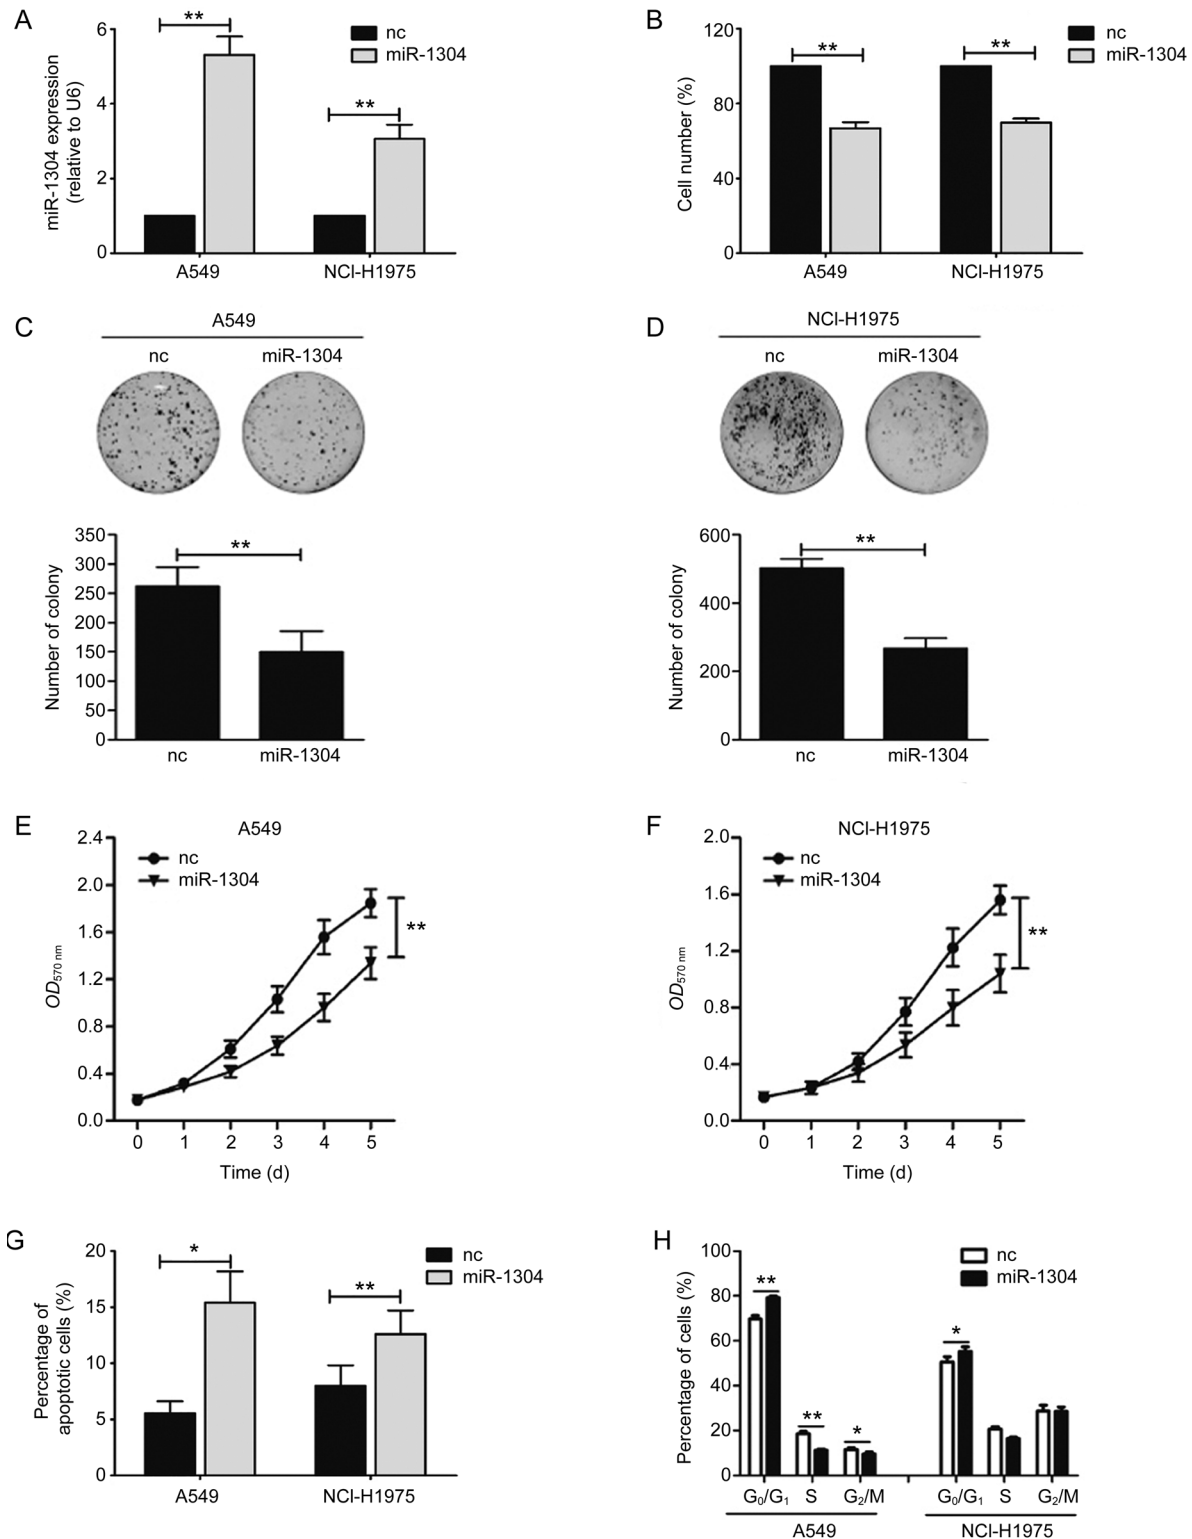 A
miR-1304 expression
(relative to U6)
6
4
2
0
**
**
nc
miR-1304
A549
NCI-H1975
B
Cell number (%)
120
80
40
0
**
**
nc
miR-1304
A549
NCI-H1975
C
A549
nc
miR-1304
Number of colony
350
300
250
200
150
100
50
0
**
nc
miR-1304
D
NCI-H1975
nc
miR-1304
Number of colony
600
400
200
0
**
nc
miR-1304
E
A549
OD570 nm
2.4
2.0
1.6
1.2
0.8
0.4
0.0
nc
miR-1304
**
0 1 2 3 4 5
Time (d)
F
NCI-H1975
OD570 nm
2.0
1.6
1.2
0.8
0.4
0.0
nc
miR-1304
**
0 1 2 3 4 5
Time (d)
G
Percentage of
apoptotic cells (%)
20
15
10
5
0
*
**
nc
miR-1304
A549
NCI-H1975
H
Percentage of cells (%)
100
80
60
40
20
0
**
**
*
*
nc
miR-1304
G0/G1 S G2/M G0/G1 S G2/M
A549
NCI-H1975